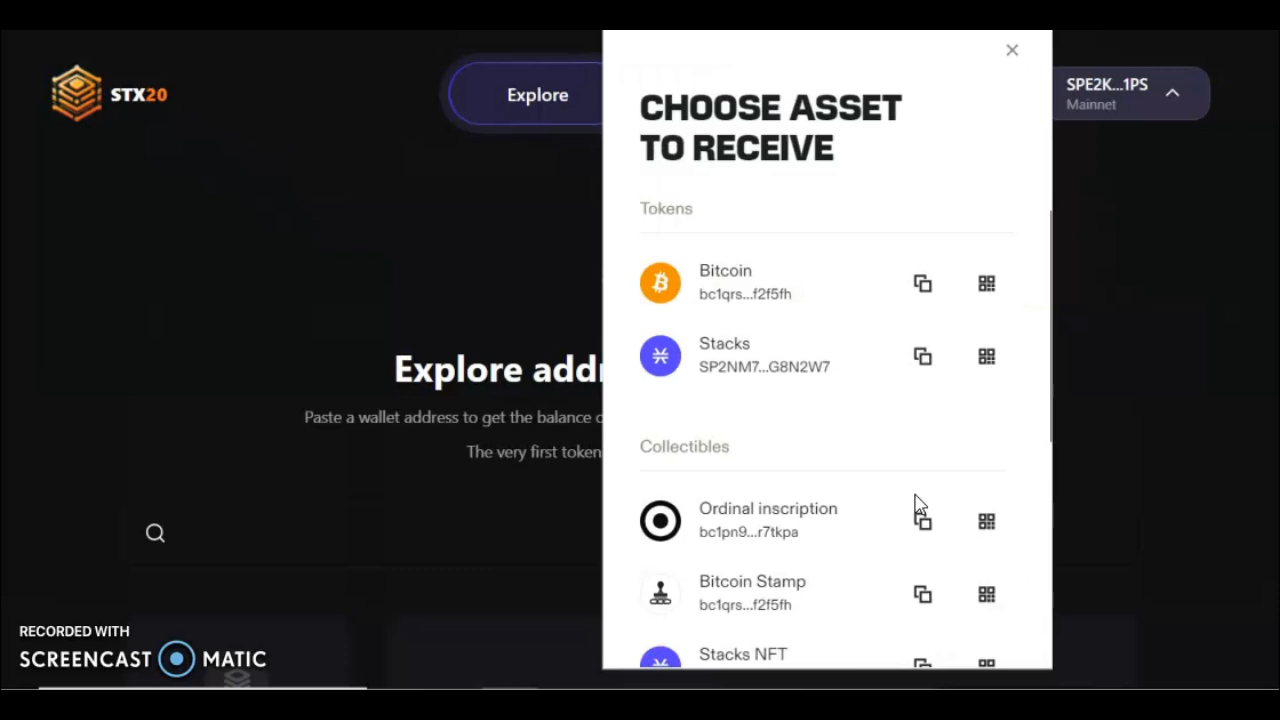 STX20
Explore
SPE2K...1PS
Mainnet
CHOOSE ASSET
TO RECEIVE
Tokens
Bitcoin
bc1qrs...f2f5fh
Stacks
SP2NM7...G8N2W7
Explore addr
Paste a wallet address to get the balance o
The very first token
Collectibles
Ordinal inscription
bc1pn9...r7tkpa
Bitcoin Stamp
bc1qrs...f2f5fh
Stacks NFT
RECORDED WITH
SCREENCAST MATIC